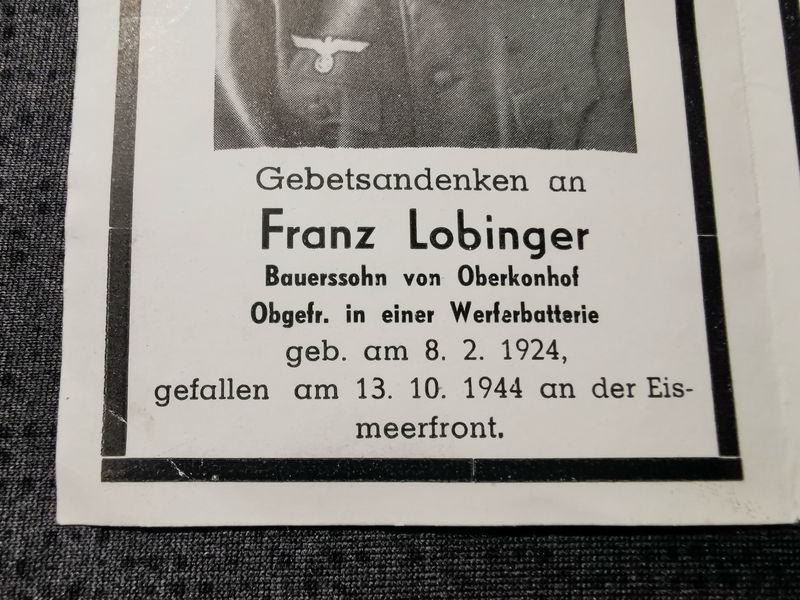 Gebetsandenken an
Franz Lobinger
Bauerssohn von Oberkonhof
Obgefr. in einer Werferbatterie
geb. am 8. 2. 1924,
gefallen am 13. 10. 1944 an der Eis-
meerfront.